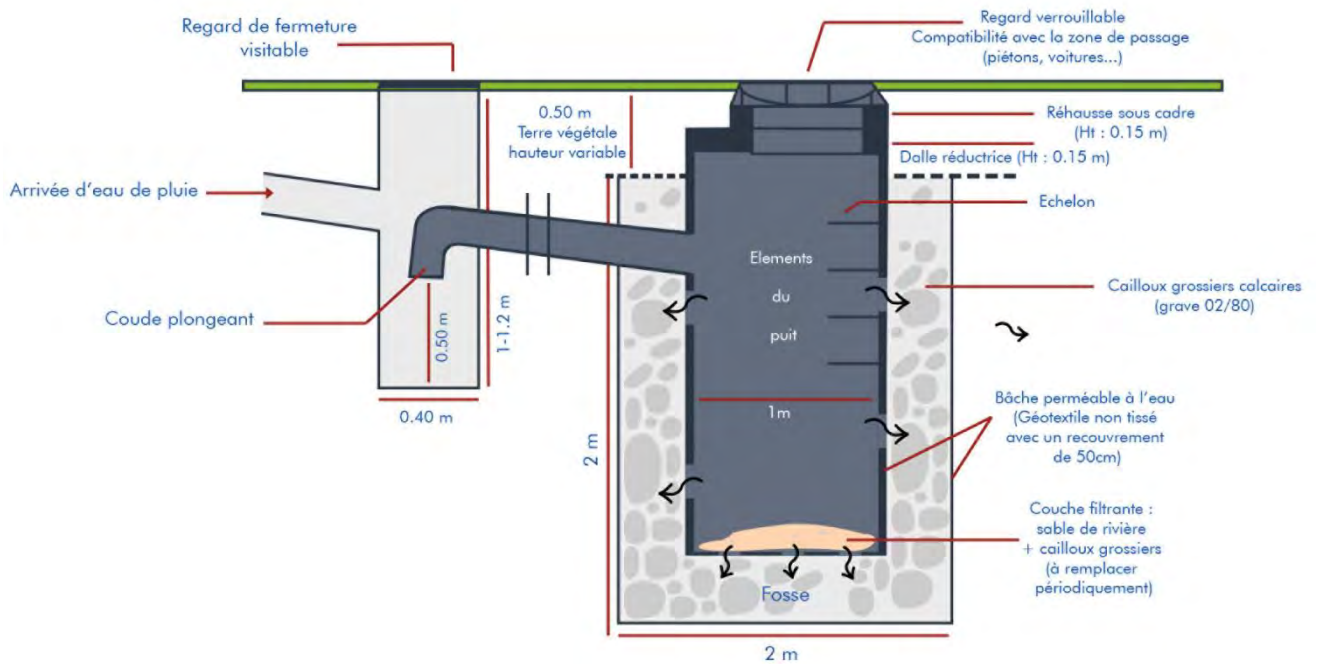 Regard de fermeture
visitable
Regard verrouillable
Compatibilité avec la zone de passage
(piétons, voitures...)
0.50 m
Terre végétale
hauteur variable
Réhausse sous cadre
(Ht : 0.15 m)
Dalle réductrice (Ht : 0.15 m)
Arrivée d'eau de pluie
Echelon
Elements
du
puit
Cailloux grossiers calcaires
(grave 02/80)
Coude plongeant
0.50 m
1-1.2 m
0.40 m
1m
2 m
Bâche perméable à l'eau
(Géotextile non tissé
avec un recouvrement
de 50cm)
Couche filtrante :
sable de rivière
+ cailloux grossiers
(à remplacer
périodiquement)
Fosse
2 m